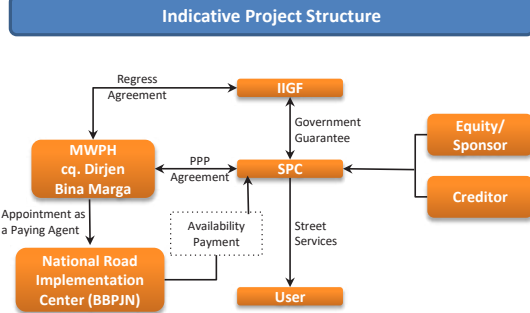 Indicative Project Structure
Regress
Agreement
IIGF
Government
Guarantee
Equity/
Sponsor
MWPH
cq. Dirjen
Bina Marga
PPP
Agreement
SPC
Creditor
Appointment as
a Paying Agent
Availability
Payment
Street
Services
National Road
Implementation
Center (BBPJN)
User